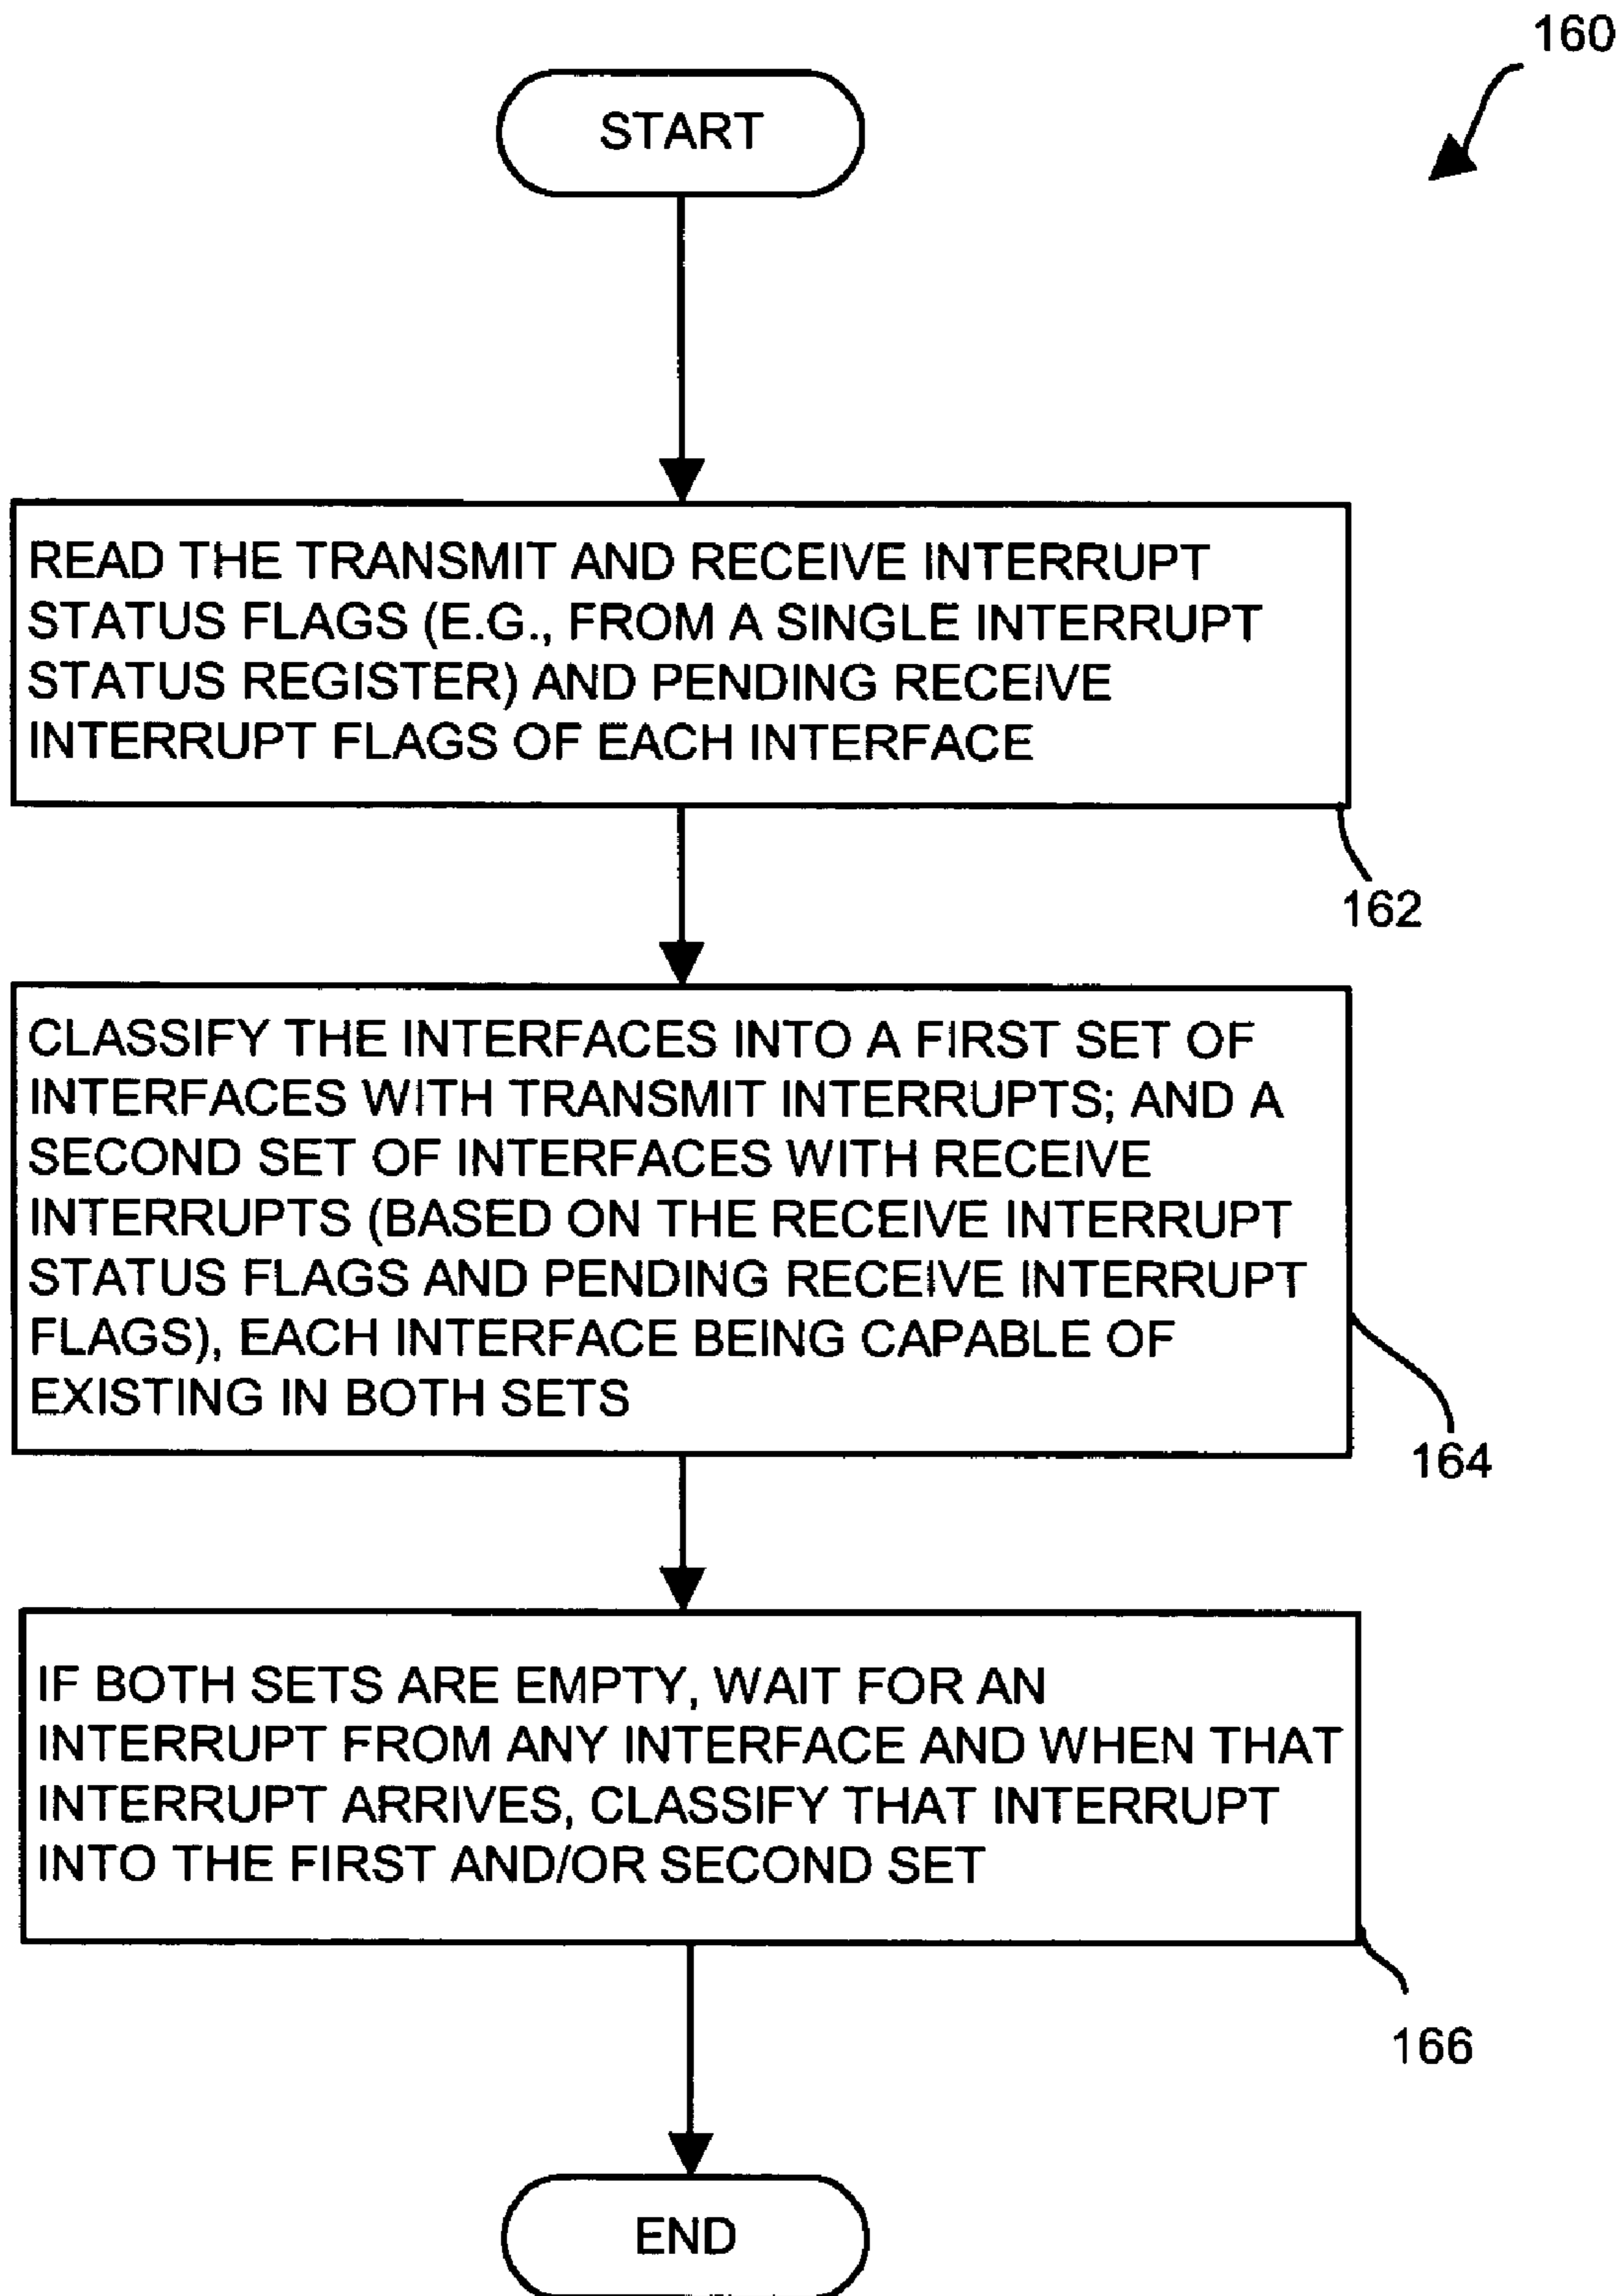 160
START
READ THE TRANSMIT AND RECEIVE INTERRUPT
STATUS FLAGS (E.G., FROM A SINGLE INTERRUPT
STATUS REGISTER) AND PENDING RECEIVE
INTERRUPT FLAGS OF EACH INTERFACE
162
CLASSIFY THE INTERFACES INTO A FIRST SET OF
INTERFACES WITH TRANSMIT INTERRUPTS; AND A
SECOND SET OF INTERFACES WITH RECEIVE
INTERRUPTS (BASED ON THE RECEIVE INTERRUPT
STATUS FLAGS AND PENDING RECEIVE INTERRUPT
FLAGS), EACH INTERFACE BEING CAPABLE OF
EXISTING IN BOTH SETS
164
IF BOTH SETS ARE EMPTY, WAIT FOR AN
INTERRUPT FROM ANY INTERFACE AND WHEN THAT
INTERRUPT ARRIVES, CLASSIFY THAT INTERRUPT
INTO THE FIRST AND/OR SECOND SET
166
END